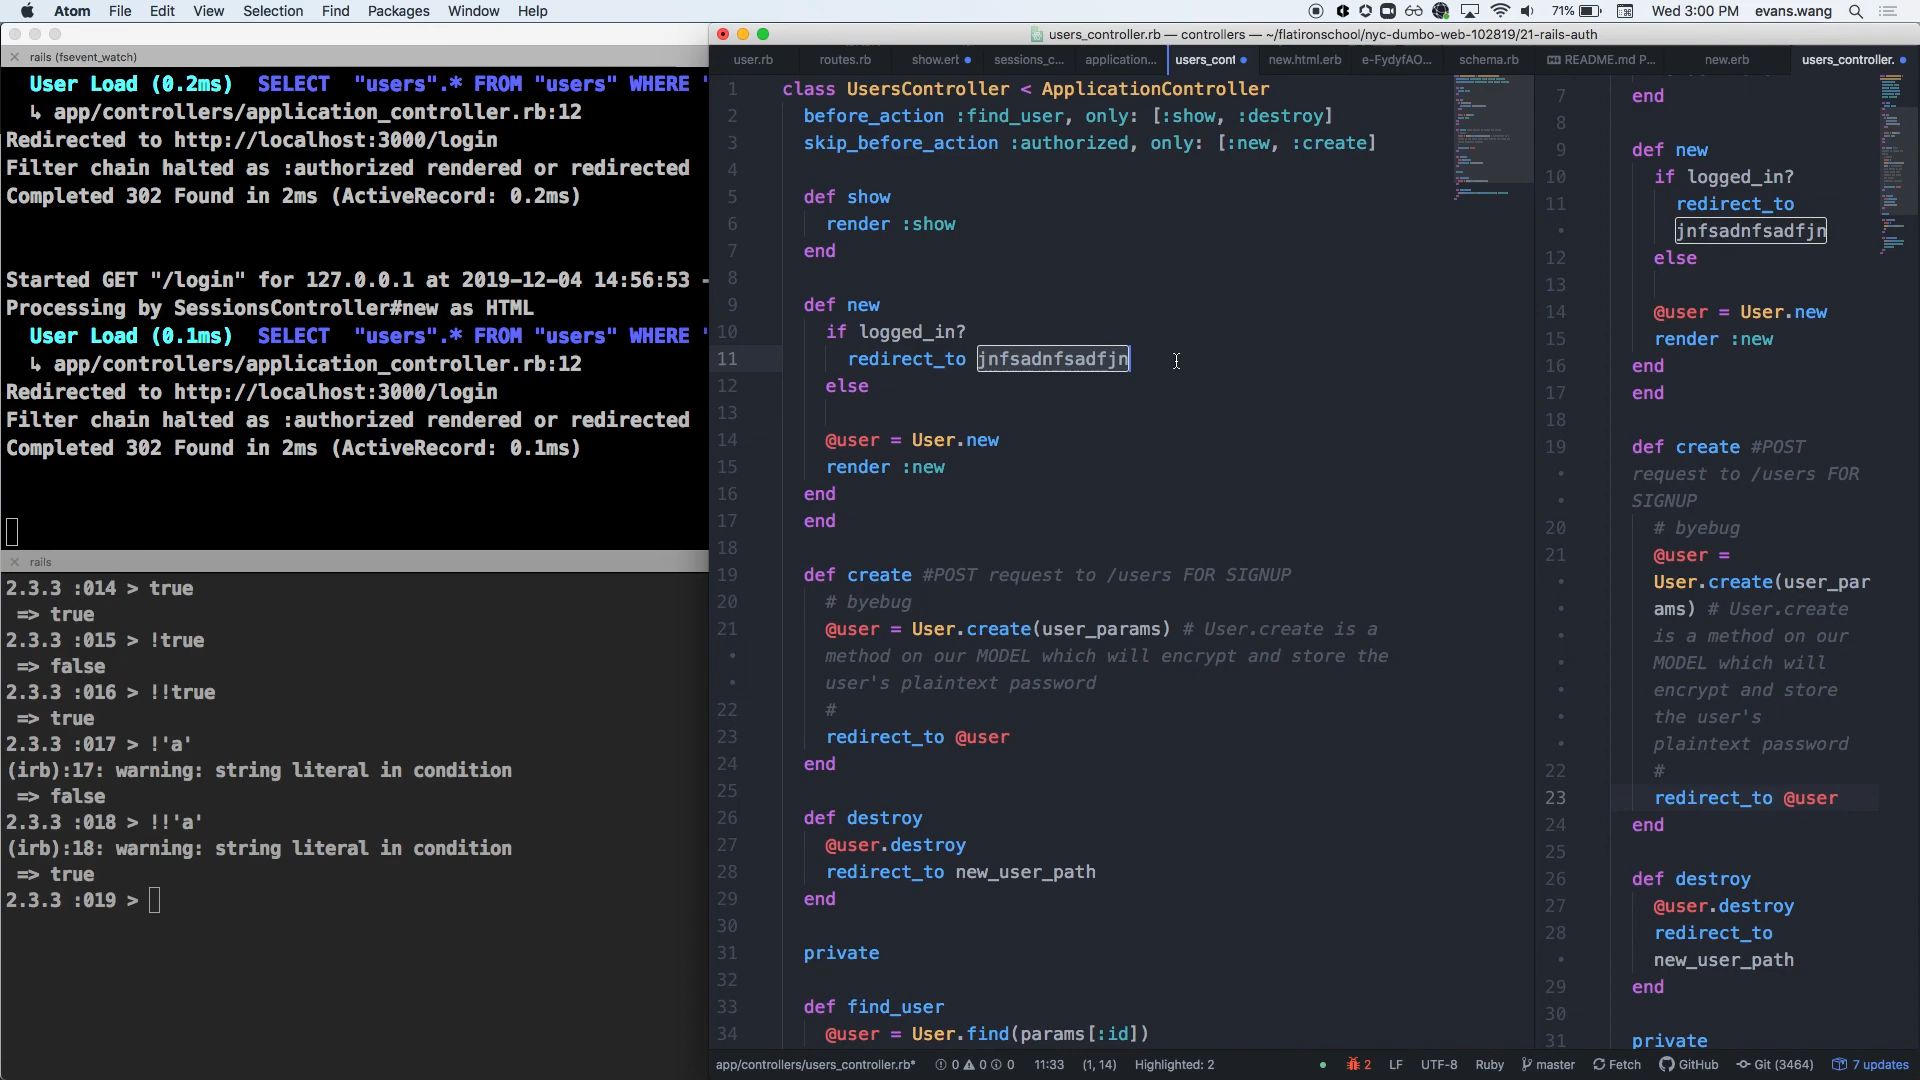 Atom File Edit View Selection Find Packages Window Help
71% Wed 3:00 PM evans.wang
rails (fsevent_watch)
User Load (0.2ms) SELECT "users".* FROM "users" WHERE "
↳ app/controllers/application_controller.rb:12
Redirected to http://localhost:3000/login
Filter chain halted as :authorized rendered or redirected
Completed 302 Found in 2ms (ActiveRecord: 0.2ms)
Started GET "/login" for 127.0.0.1 at 2019-12-04 14:56:53 -
Processing by SessionsController#new as HTML
User Load (0.1ms) SELECT "users".* FROM "users" WHERE "
↳ app/controllers/application_controller.rb:12
Redirected to http://localhost:3000/login
Filter chain halted as :authorized rendered or redirected
Completed 302 Found in 2ms (ActiveRecord: 0.1ms)
rails
2.3.3 :014 > true
=> true
2.3.3 :015 > !true
=> false
2.3.3 :016 > !!true
=> true
2.3.3 :017 > !'a'
(irb):17: warning: string literal in condition
=> false
2.3.3 :018 > !!'a'
(irb):18: warning: string literal in condition
=> true
2.3.3 :019 >
users_controller.rb — controllers — ~/flatironschool/nyc-dumbo-web-102819/21-rails-auth
user.rb routes.rb show.erb sessions_c... application... users_cont new.html.erb e-FydyfAO... schema.rb README.md P... new.erb users_controller.
1 class UsersController < ApplicationController
2 before_action :find_user, only: [:show, :destroy]
3 skip_before_action :authorized, only: [:new, :create]
4
5 def show
6 render :show
7 end
8
9 def new
10 if logged_in?
11 redirect_to jnfsadnfsadfjn
12 else
13
14 @user = User.new
15 render :new
16 end
17 end
18
19 def create #POST request to /users FOR SIGNUP
20 # byebug
21 @user = User.create(user_params) # User.create is a
• method on our MODEL which will encrypt and store the
• user's plaintext password
22 #
23 redirect_to @user
24 end
25
26 def destroy
27 @user.destroy
28 redirect_to new_user_path
29 end
30
31 private
32
33 def find_user
34 @user = User.find(params[:id])
7 end
8
9 def new
10 if logged_in?
11 redirect_to
• jnfsadnfsadfjn
12 else
13
14 @user = User.new
15 render :new
16 end
17 end
18
19 def create #POST
• request to /users FOR
• SIGNUP
20 # byebug
21 @user =
• User.create(user_par
• ams) # User.create
• is a method on our
• MODEL which will
• encrypt and store
• the user's
• plaintext password
22 #
23 redirect_to @user
24 end
25
26 def destroy
27 @user.destroy
28 redirect_to
• new_user_path
29 end
30
31 private
app/controllers/users_controller.rb* 0 0 0 11:33 (1, 14) Highlighted: 2 2 LF UTF-8 Ruby master Fetch GitHub Git (3464) 7 updates